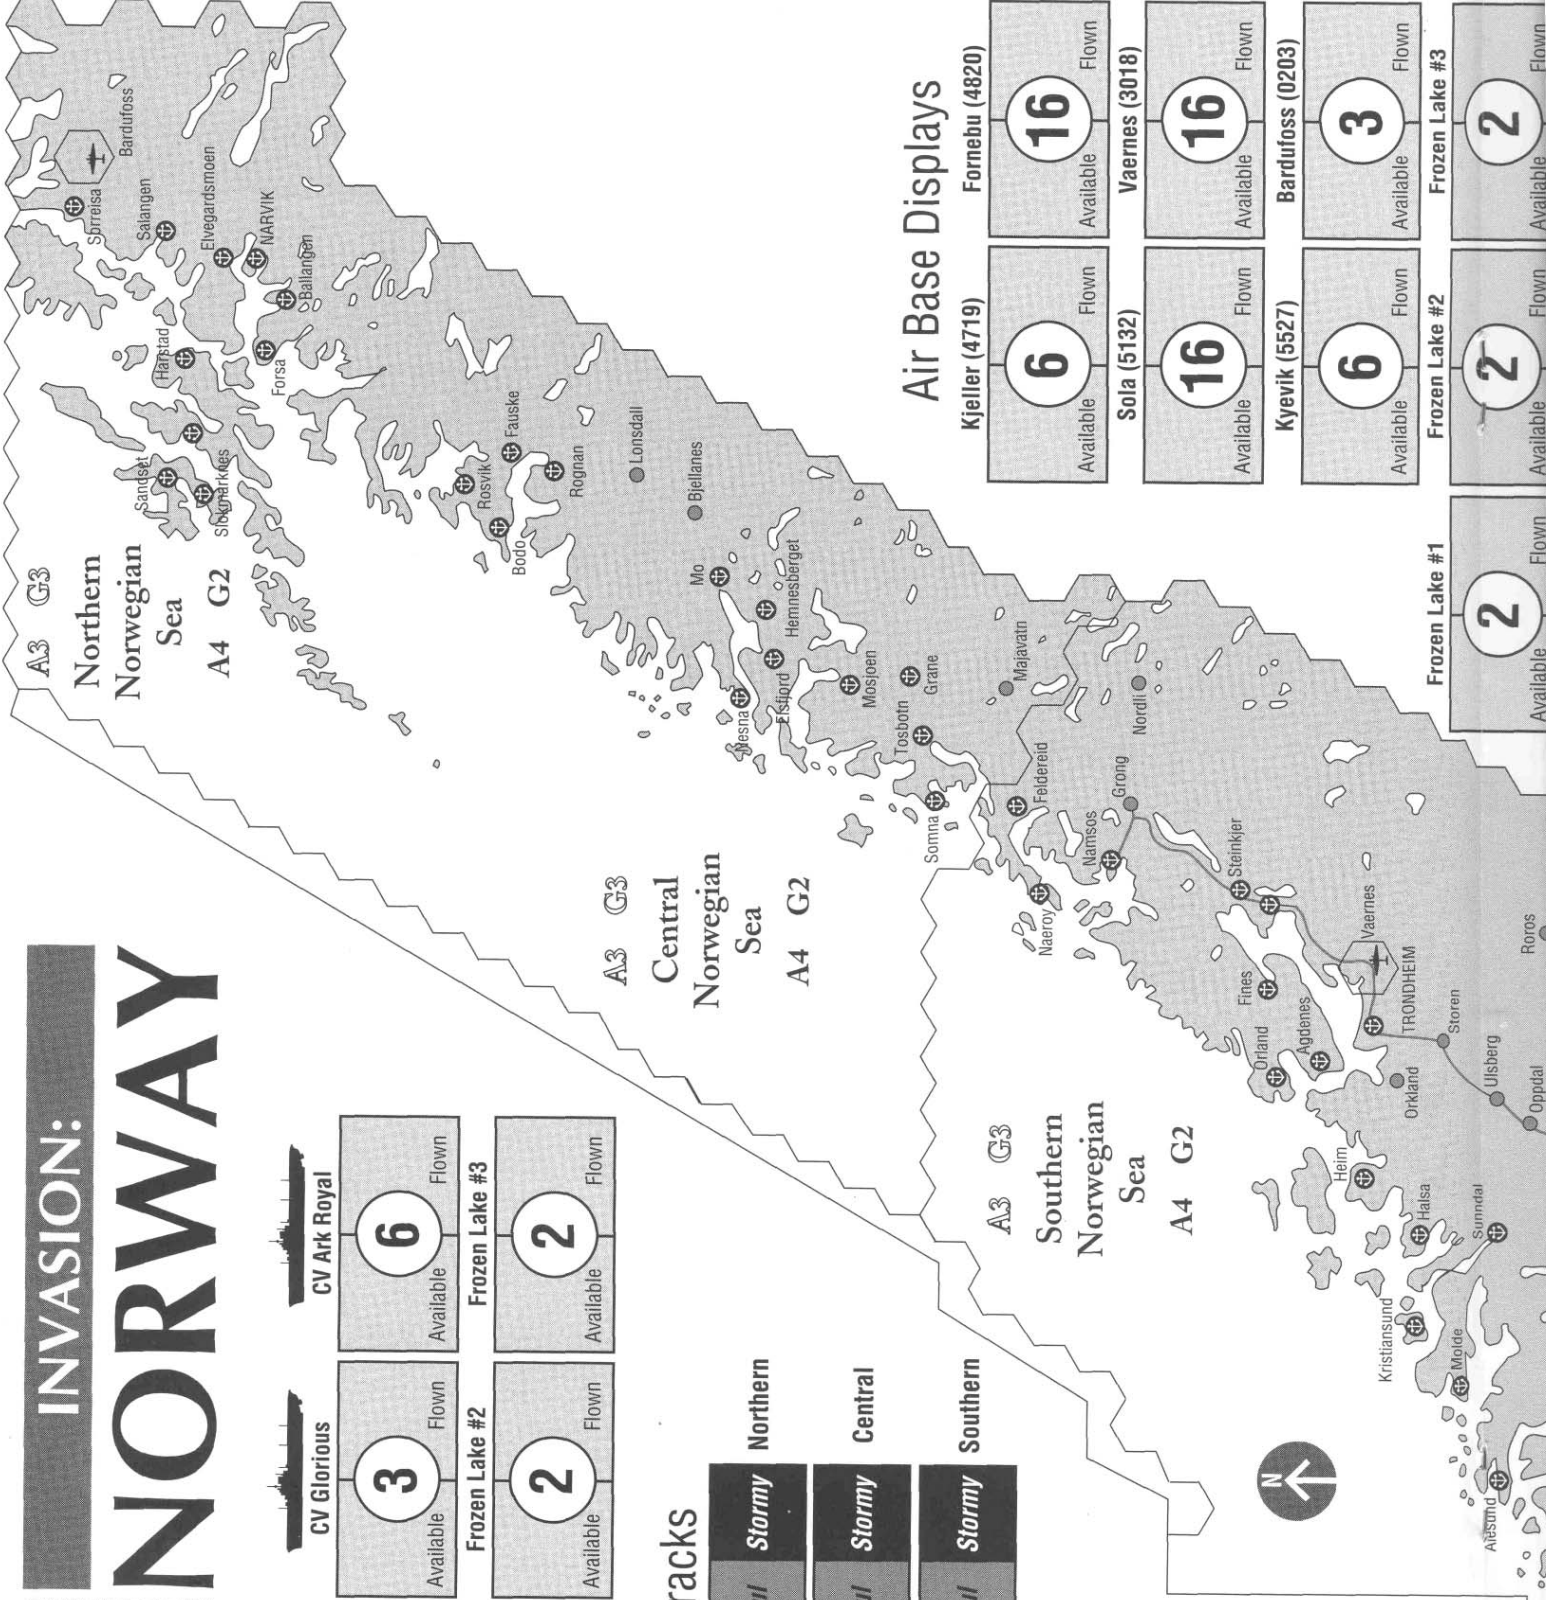 INVASION:
NORWAY
CV Glorious
Available
3
Flown
CV Ark Royal
Available
6
Flown
Frozen Lake #2
Available
2
Flown
Frozen Lake #3
Available
2
Flown
racks
Stormy
Northern
Stormy
Central
Stormy
Southern
N
A3 G3
Northern
Norwegian
Sea
A4 G2
A3 G3
Central
Norwegian
Sea
A4 G2
A3 G3
Southern
Norwegian
Sea
A4 G2
Bardufoss
Sorreisa
Salangen
Elvegardsmoen
NARVIK
Ballangen
Harstad
Forsa
Sandset
Slokmarknes
Fauske
Rosvik
Rognan
Bodo
Lonsdall
Bjellanes
Mo
Hemnesberget
Elsfjord
Nesna
Mosjoen
Grane
Tosbotn
Majavatn
Somna
Feldereid
Nordli
Grong
Namsos
Naeroy
Steinkjer
Vaernes
Fines
TRONDHEIM
Agdenes
Orland
Storen
Orkland
Ulsberg
Oppdal
Roros
Heim
Halsa
Sunndal
Kristiansund
Molde
Alesund
Air Base Displays
Kjeller (4719)
Available
6
Flown
Fornebu (4820)
Available
16
Flown
Sola (5132)
Available
16
Flown
Vaernes (3018)
Available
16
Flown
Kyevik (5527)
Available
6
Flown
Bardufoss (0203)
Available
3
Flown
Frozen Lake #1
Available
2
Flown
Frozen Lake #2
Available
2
Flown
Frozen Lake #3
Available
2
Flown